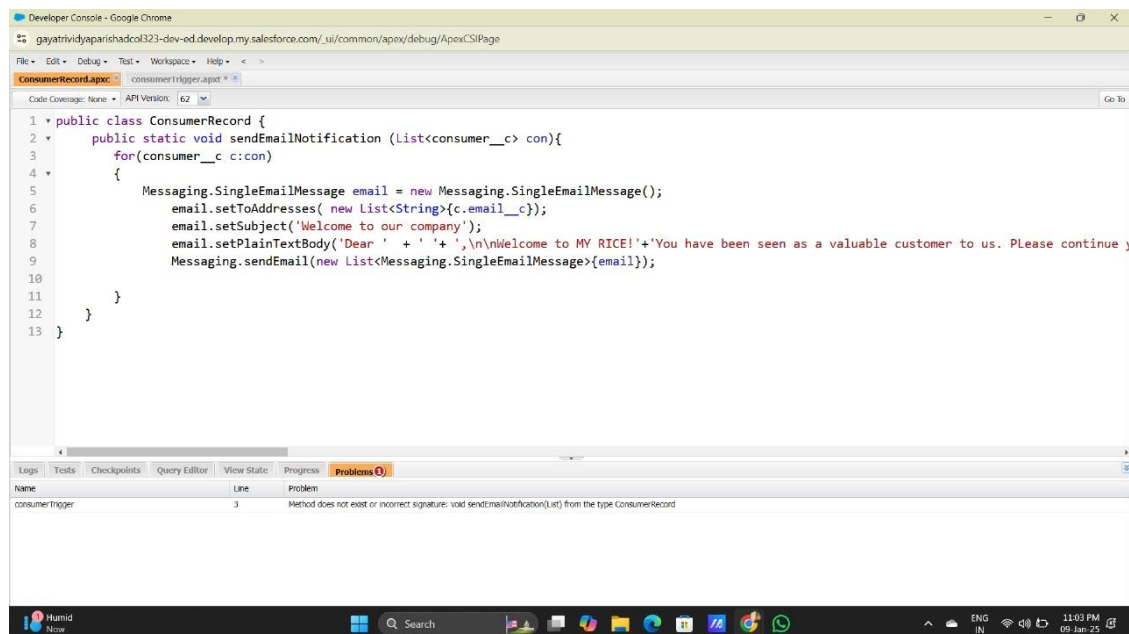 Developer Console - Google Chrome
gayatrividyaparishadcol323-dev-ed.develop.my.salesforce.com/_ui/common/apex/debug/ApexCSIPage
File Edit Debug Test Workspace Help < >
ConsumerRecord.apxc consumerTrigger.apxt *
Code Coverage: None API Version: 62 Go To
1 public class ConsumerRecord {
2 public static void sendEmailNotification (List<consumer__c> con){
3 for(consumer__c c:con)
4 {
5 Messaging.SingleEmailMessage email = new Messaging.SingleEmailMessage();
6 email.setToAddresses( new List<String>{c.email__c});
7 email.setSubject('Welcome to our company');
8 email.setPlainTextBody('Dear ' + ' '+ ',\n\nWelcome to MY RICE!'+'You have been seen as a valuable customer to us. PLease continue y
9 Messaging.sendEmail(new List<Messaging.SingleEmailMessage>{email});
10
11 }
12 }
13 }
Logs Tests Checkpoints Query Editor View State Progress Problems 1
Name Line Problem
consumerTrigger 3 Method does not exist or incorrect signature: void sendEmailNotification(List) from the type ConsumerRecord
1 Humid
Now
Search
ENG
IN
11:03 PM
09-Jan-25